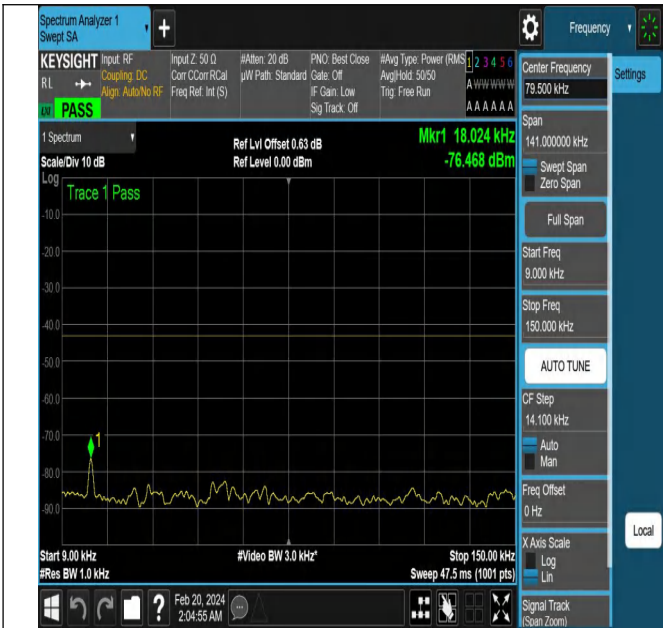 Spectrum Analyzer 1
Swept SA
+
Frequency
KEYSIGHT
Input: RF
Coupling: DC
Align: Auto/No RF
RL
PASS
Input Z: 50 Ω
Corr CCorr RCal
Freq Ref: Int (S)
#Atten: 20 dB
µW Path: Standard
PNO: Best Close
Gate: Off
IF Gain: Low
Sig Track: Off
#Avg Type: Power (RMS
Avg|Hold: 50/50
Trig: Free Run
1 2 3 4 5 6
A W W W W W
A A A A A A
1 Spectrum
Scale/Div 10 dB
Ref Lvl Offset 0.63 dB
Ref Level 0.00 dBm
Mkr1 18.024 kHz
-76.468 dBm
Log
Trace 1 Pass
-10.0
-20.0
-30.0
-40.0
-50.0
-60.0
-70.0
-80.0
-90.0
1
Start 9.00 kHz
#Res BW 1.0 kHz
#Video BW 3.0 kHz*
Stop 150.00 kHz
Sweep 47.5 ms (1001 pts)
?
Feb 20, 2024
2:04:55 AM
Center Frequency
79.500 kHz
Settings
Span
141.000000 kHz
Swept Span
Zero Span
Full Span
Start Freq
9.000 kHz
Stop Freq
150.000 kHz
AUTO TUNE
CF Step
14.100 kHz
Auto
Man
Freq Offset
0 Hz
X Axis Scale
Log
Lin
Local
Signal Track
(Span Zoom)